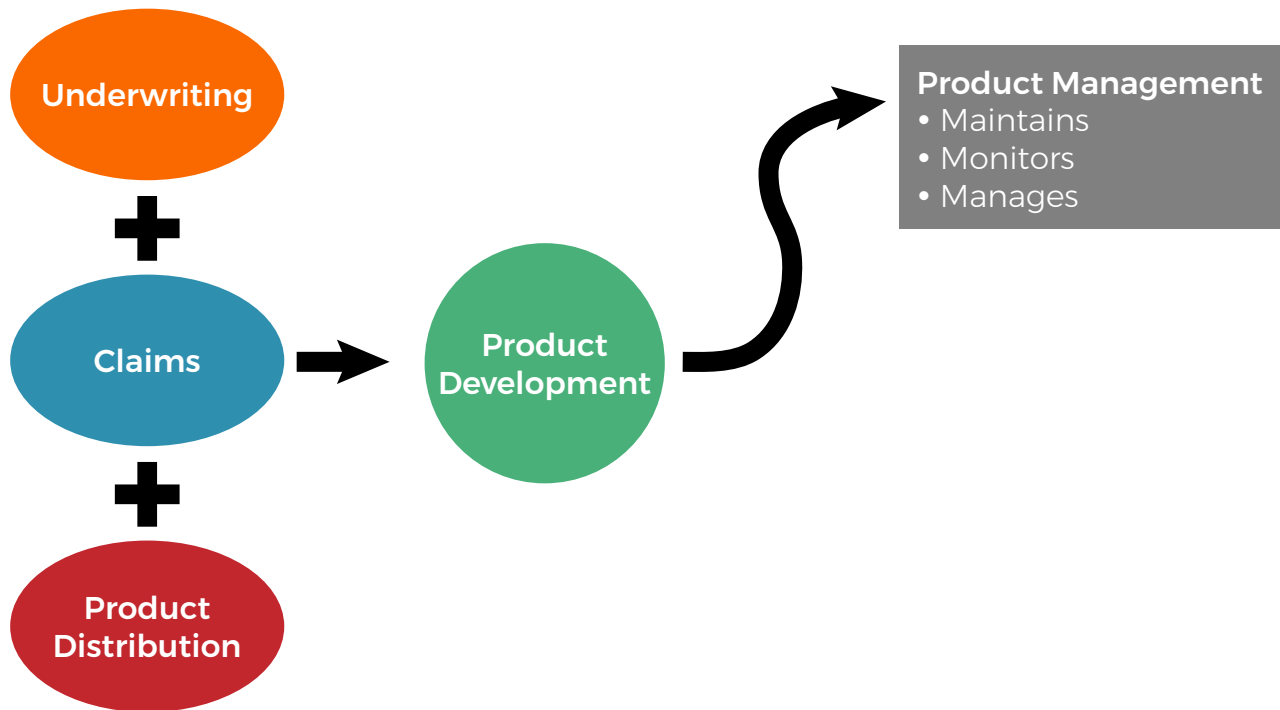 Underwriting
Claims
Product
Distribution
Product
Development
Product Management
• Maintains
• Monitors
• Manages